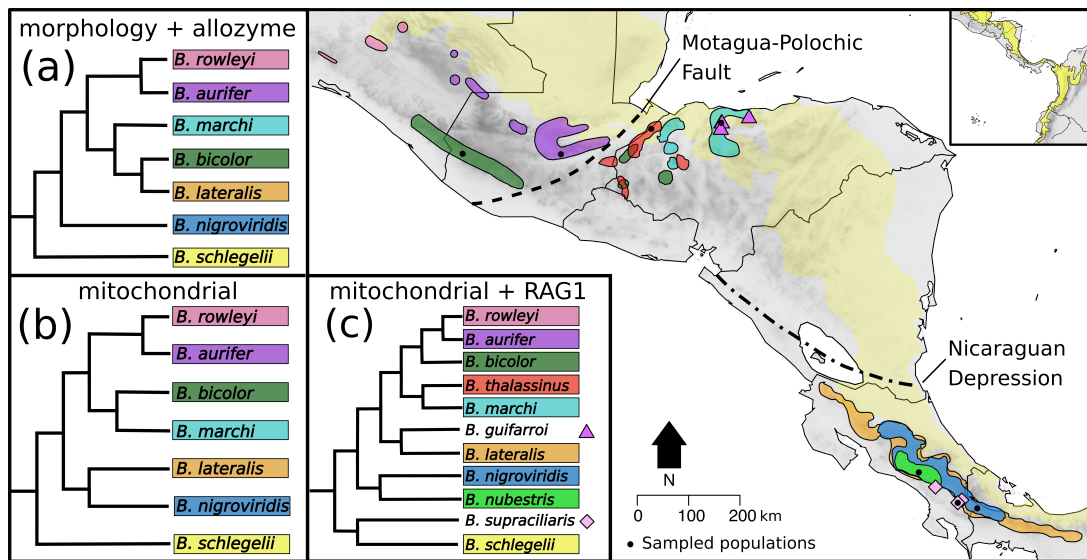 morphology + allozyme
(a)
B. rowleyi
B. aurifer
B. marchi
B. bicolor
B. lateralis
B. nigroviridis
B. schlegelii
mitochondrial
(b)
B. rowleyi
B. aurifer
B. bicolor
B. marchi
B. lateralis
B. nigroviridis
B. schlegelii
mitochondrial + RAG1
(c)
B. rowleyi
B. aurifer
B. bicolor
B. thalassinus
B. marchi
B. guifarroi
B. lateralis
B. nigroviridis
B. nubestris
B. supraciliaris
B. schlegelii
Motagua-Polochic
Fault
Nicaraguan
Depression
N
0 100 200 km
Sampled populations